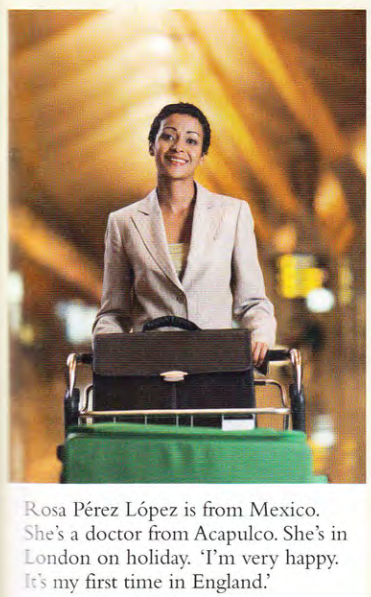 Rosa Pérez López is from Mexico.
She's a doctor from Acapulco. She's in
London on holiday. 'I'm very happy.
It's my first time in England.'